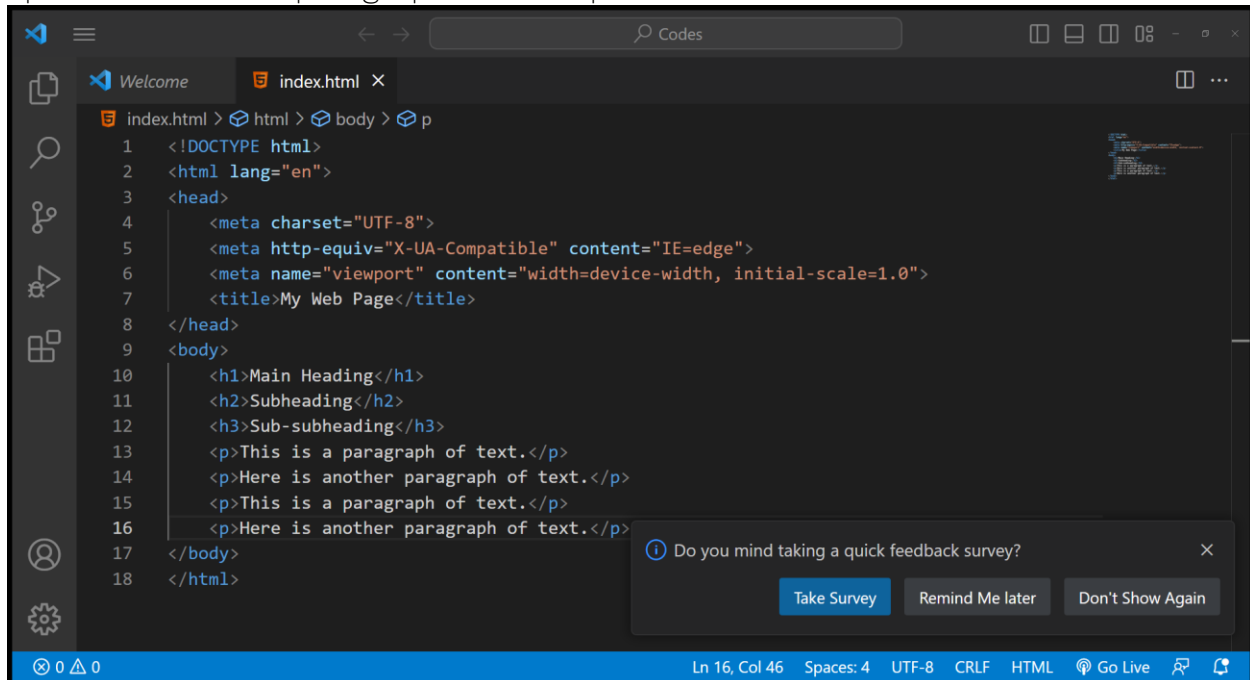 Codes
Welcome
index.html
index.html > html > body > p
1 <!DOCTYPE html>
2 <html lang="en">
3 <head>
4 <meta charset="UTF-8">
5 <meta http-equiv="X-UA-Compatible" content="IE=edge">
6 <meta name="viewport" content="width=device-width, initial-scale=1.0">
7 <title>My Web Page</title>
8 </head>
9 <body>
10 <h1>Main Heading</h1>
11 <h2>Subheading</h2>
12 <h3>Sub-subheading</h3>
13 <p>This is a paragraph of text.</p>
14 <p>Here is another paragraph of text.</p>
15 <p>This is a paragraph of text.</p>
16 <p>Here is another paragraph of text.</p>
17 </body>
18 </html>
Do you mind taking a quick feedback survey?
Take Survey Remind Me later Don't Show Again
0 0 Ln 16, Col 46 Spaces: 4 UTF-8 CRLF HTML Go Live